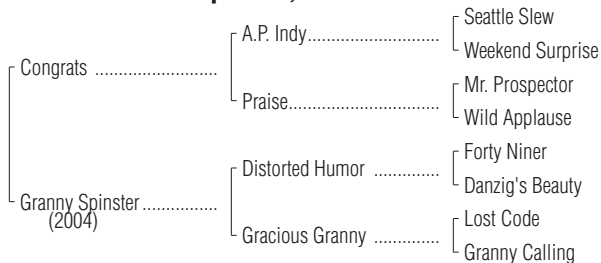 Seattle Slew
A.P. Indy..............................
Weekend Surprise
Congrats ..........................
Mr. Prospector
Praise..................................
Wild Applause
Forty Niner
Distorted Humor ..............
Danzig's Beauty
Granny Spinster................
(2004)
Lost Code
Gracious Granny ..............
Granny Calling